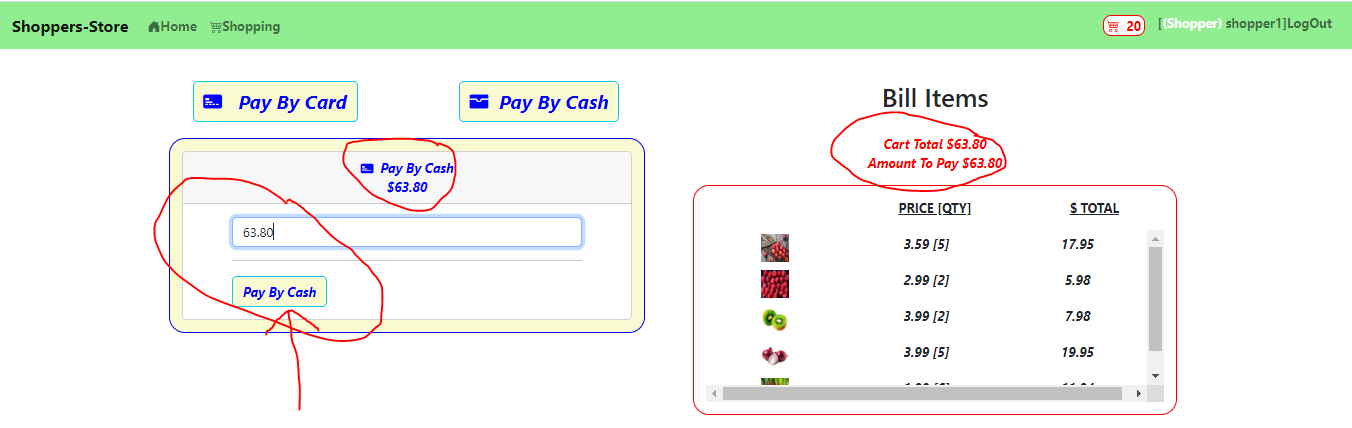 Shoppers-Store Home Shopping 20 [(Shopper) shopper1]LogOut
Pay By Card
Pay By Cash
Pay By Cash
$63.80
63.80
Pay By Cash
Bill Items
Cart Total $63.80
Amount To Pay $63.80
PRICE [QTY] $ TOTAL
3.59 [5] 17.95
2.99 [2] 5.98
3.99 [2] 7.98
3.99 [5] 19.95